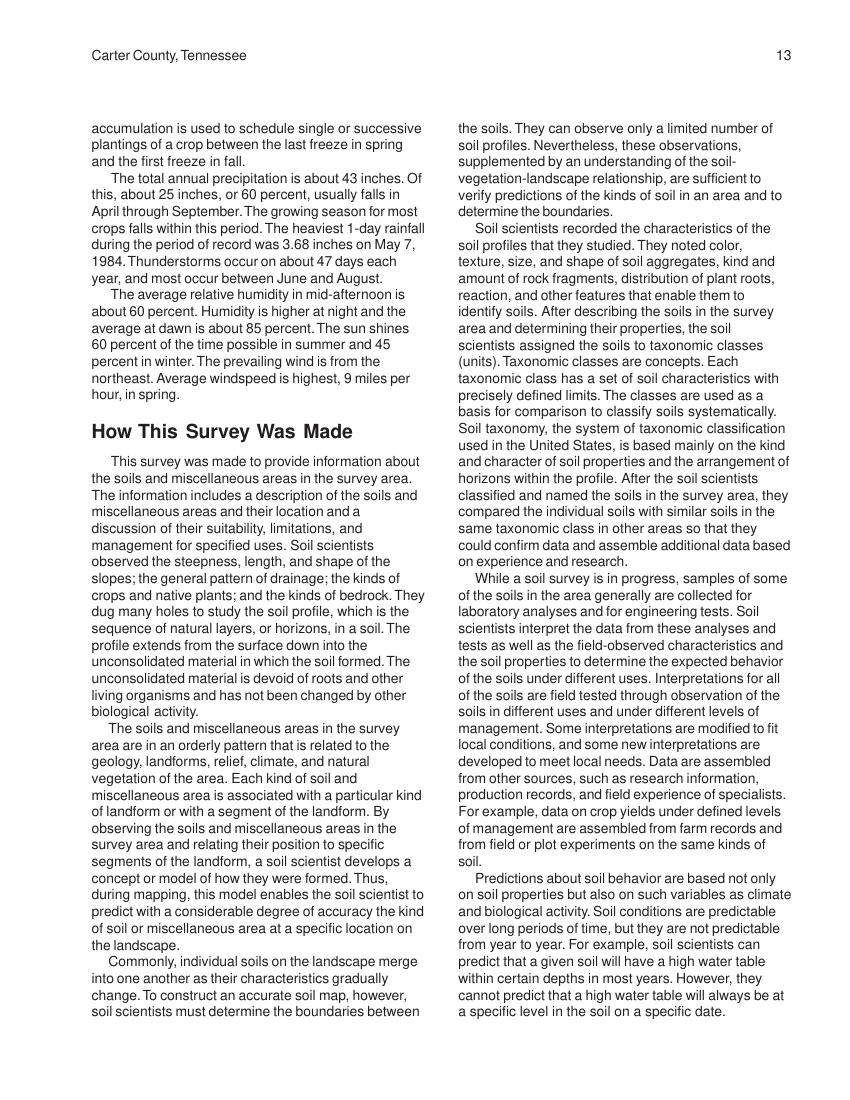 Carter County, Tennessee
13
accumulation is used to schedule single or successive
plantings of a crop between the last freeze in spring
and the first freeze in fall.
The total annual precipitation is about 43 inches. Of
this, about 25 inches, or 60 percent, usually falls in
April through September. The growing season for most
crops falls within this period. The heaviest 1-day rainfall
during the period of record was 3.68 inches on May 7,
1984. Thunderstorms occur on about 47 days each
year, and most occur between June and August.
The average relative humidity in mid-afternoon is
about 60 percent. Humidity is higher at night and the
average at dawn is about 85 percent. The sun shines
60 percent of the time possible in summer and 45
percent in winter. The prevailing wind is from the
northeast. Average windspeed is highest, 9 miles per
hour, in spring.
How This Survey Was Made
This survey was made to provide information about
the soils and miscellaneous areas in the survey area.
The information includes a description of the soils and
miscellaneous areas and their location and a
discussion of their suitability, limitations, and
management for specified uses. Soil scientists
observed the steepness, length, and shape of the
slopes; the general pattern of drainage; the kinds of
crops and native plants; and the kinds of bedrock. They
dug many holes to study the soil profile, which is the
sequence of natural layers, or horizons, in a soil. The
profile extends from the surface down into the
unconsolidated material in which the soil formed. The
unconsolidated material is devoid of roots and other
living organisms and has not been changed by other
biological activity.
The soils and miscellaneous areas in the survey
area are in an orderly pattern that is related to the
geology, landforms, relief, climate, and natural
vegetation of the area. Each kind of soil and
miscellaneous area is associated with a particular kind
of landform or with a segment of the landform. By
observing the soils and miscellaneous areas in the
survey area and relating their position to specific
segments of the landform, a soil scientist develops a
concept or model of how they were formed. Thus,
during mapping, this model enables the soil scientist to
predict with a considerable degree of accuracy the kind
of soil or miscellaneous area at a specific location on
the landscape.
Commonly, individual soils on the landscape merge
into one another as their characteristics gradually
change. To construct an accurate soil map, however,
soil scientists must determine the boundaries between
the soils. They can observe only a limited number of
soil profiles. Nevertheless, these observations,
supplemented by an understanding of the soil-
vegetation-landscape relationship, are sufficient to
verify predictions of the kinds of soil in an area and to
determine the boundaries.
Soil scientists recorded the characteristics of the
soil profiles that they studied. They noted color,
texture, size, and shape of soil aggregates, kind and
amount of rock fragments, distribution of plant roots,
reaction, and other features that enable them to
identify soils. After describing the soils in the survey
area and determining their properties, the soil
scientists assigned the soils to taxonomic classes
(units). Taxonomic classes are concepts. Each
taxonomic class has a set of soil characteristics with
precisely defined limits. The classes are used as a
basis for comparison to classify soils systematically.
Soil taxonomy, the system of taxonomic classification
used in the United States, is based mainly on the kind
and character of soil properties and the arrangement of
horizons within the profile. After the soil scientists
classified and named the soils in the survey area, they
compared the individual soils with similar soils in the
same taxonomic class in other areas so that they
could confirm data and assemble additional data based
on experience and research.
While a soil survey is in progress, samples of some
of the soils in the area generally are collected for
laboratory analyses and for engineering tests. Soil
scientists interpret the data from these analyses and
tests as well as the field-observed characteristics and
the soil properties to determine the expected behavior
of the soils under different uses. Interpretations for all
of the soils are field tested through observation of the
soils in different uses and under different levels of
management. Some interpretations are modified to fit
local conditions, and some new interpretations are
developed to meet local needs. Data are assembled
from other sources, such as research information,
production records, and field experience of specialists.
For example, data on crop yields under defined levels
of management are assembled from farm records and
from field or plot experiments on the same kinds of
soil.
Predictions about soil behavior are based not only
on soil properties but also on such variables as climate
and biological activity. Soil conditions are predictable
over long periods of time, but they are not predictable
from year to year. For example, soil scientists can
predict that a given soil will have a high water table
within certain depths in most years. However, they
cannot predict that a high water table will always be at
a specific level in the soil on a specific date.